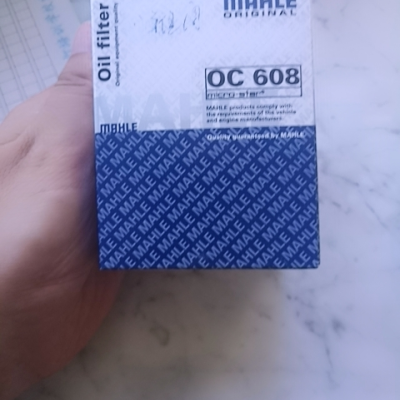 Oil filter
Original equipment quality
MAHLE
ORIGINAL
OC 608
micro-star
MAHLE products comply with
the requirements of the vehicle
and engine manufacturers.
MAHLE
Quality guaranteed by MAHLE